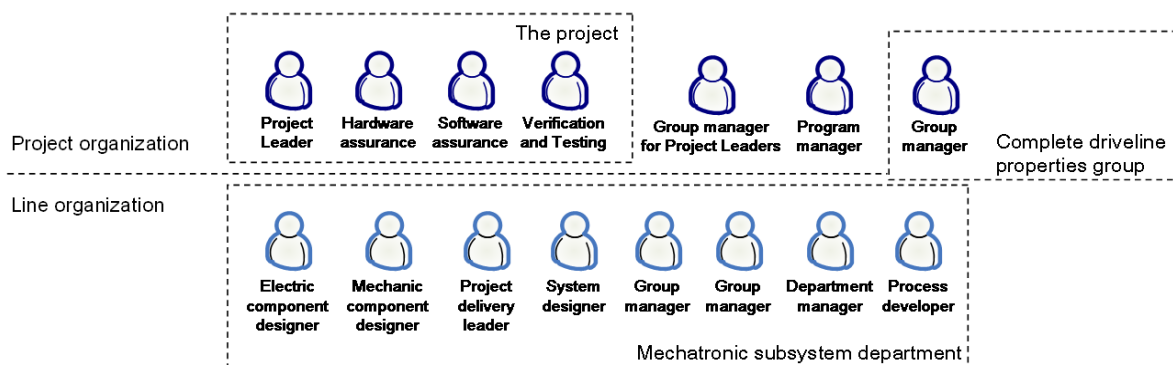 The project
Project Leader
Hardware assurance
Software assurance
Verification and Testing
Group manager for Project Leaders
Program manager
Group manager
Project organization
Complete driveline
properties group
Line organization
Electric component designer
Mechanic component designer
Project delivery leader
System designer
Group manager
Group manager
Department manager
Process developer
Mechatronic subsystem department